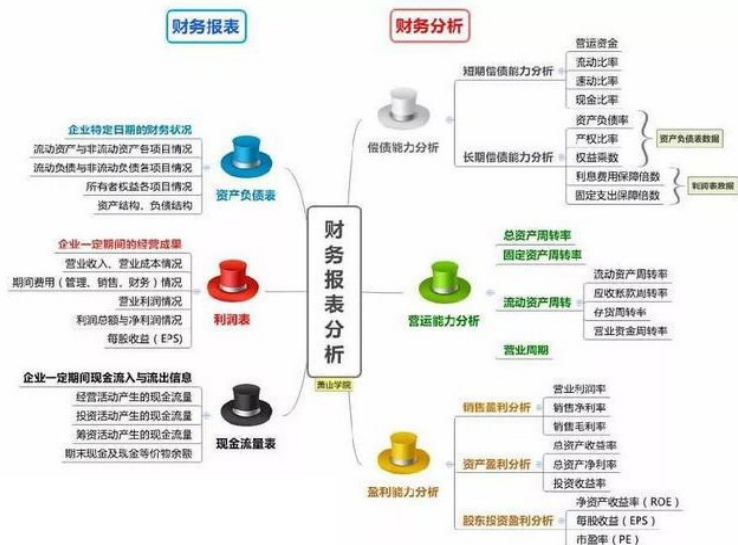 财务报表
财务分析
企业特定日期的财务状况
流动资产与非流动资产各项目情况
流动负债与非流动负债各项目情况
所有者权益各项目情况
资产结构、负债结构
资产负债表
企业一定期间的经营成果
营业收入、营业成本情况
期间费用（管理、销售、财务）情况
营业利润情况
利润总额与净利润情况
每股收益（EPS）
利润表
企业一定期间现金流入与流出信息
经营活动产生的现金流量
投资活动产生的现金流量
筹资活动产生的现金流量
期末现金及现金等价物余额
现金流量表
财务报表分析
萧山学院
偿债能力分析
短期偿债能力分析
营运资金
流动比率
速动比率
现金比率
长期偿债能力分析
资产负债率
产权比率
权益乘数
资产负债表数据
利息费用保障倍数
固定支出保障倍数
利润表数据
营运能力分析
总资产周转率
固定资产周转率
流动资产周转
流动资产周转率
应收账款周转率
存货周转率
营业资金周转率
营业周期
盈利能力分析
销售盈利分析
营业利润率
销售净利率
销售毛利率
资产盈利分析
总资产收益率
总资产净利率
投资收益率
股东投资盈利分析
净资产收益率（ROE）
每股收益（EPS）
市盈率（PE）